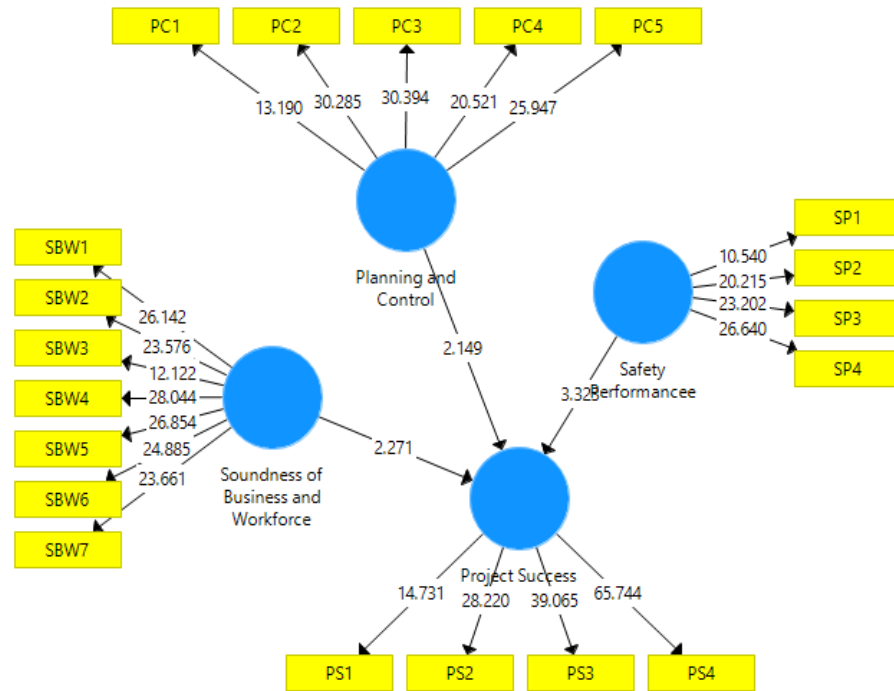 PC1
PC2
PC3
PC4
PC5
13.190
30.285
30.394
20.521
25.947
Planning and
Control
SP1
SP2
SP3
SP4
10.540
20.215
23.202
26.640
Safety
Performancee
SBW1
SBW2
SBW3
SBW4
SBW5
SBW6
SBW7
26.142
23.576
12.122
28.044
26.854
24.885
23.661
Soundness of
Business and
Workforce
2.149
3.325
2.271
Project Success
14.731
28.220
39.065
65.744
PS1
PS2
PS3
PS4